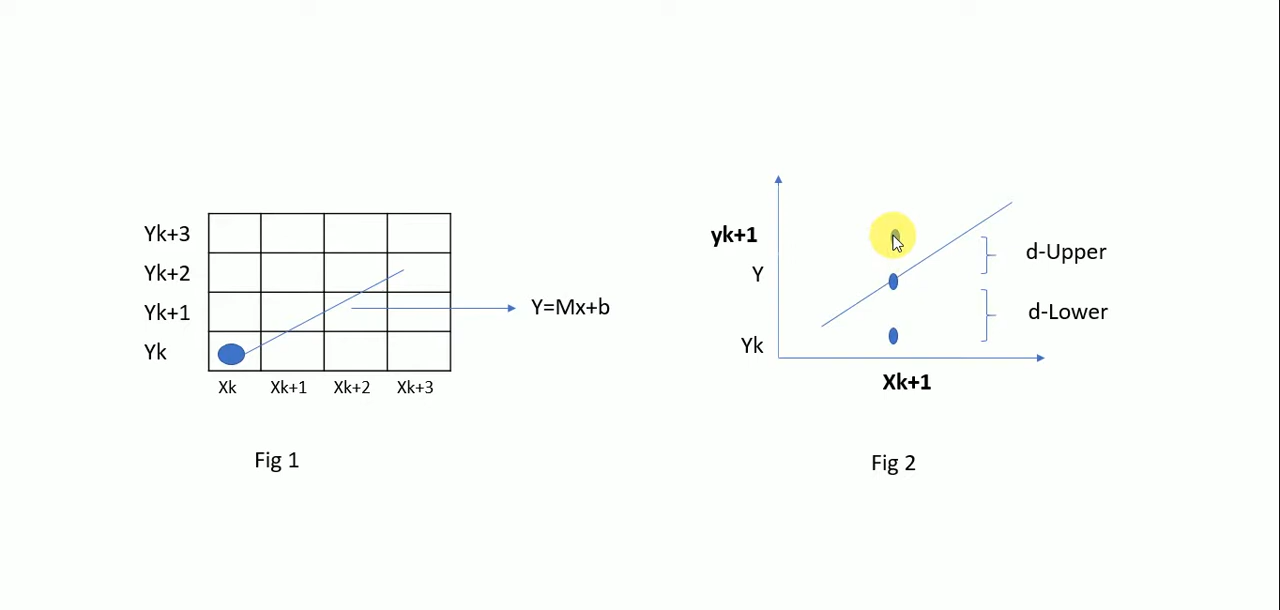 Yk+3
Yk+2
Yk+1
Yk
Xk Xk+1 Xk+2 Xk+3
Y=Mx+b
Fig 1
yk+1
Y
Yk
d-Upper
d-Lower
Xk+1
Fig 2